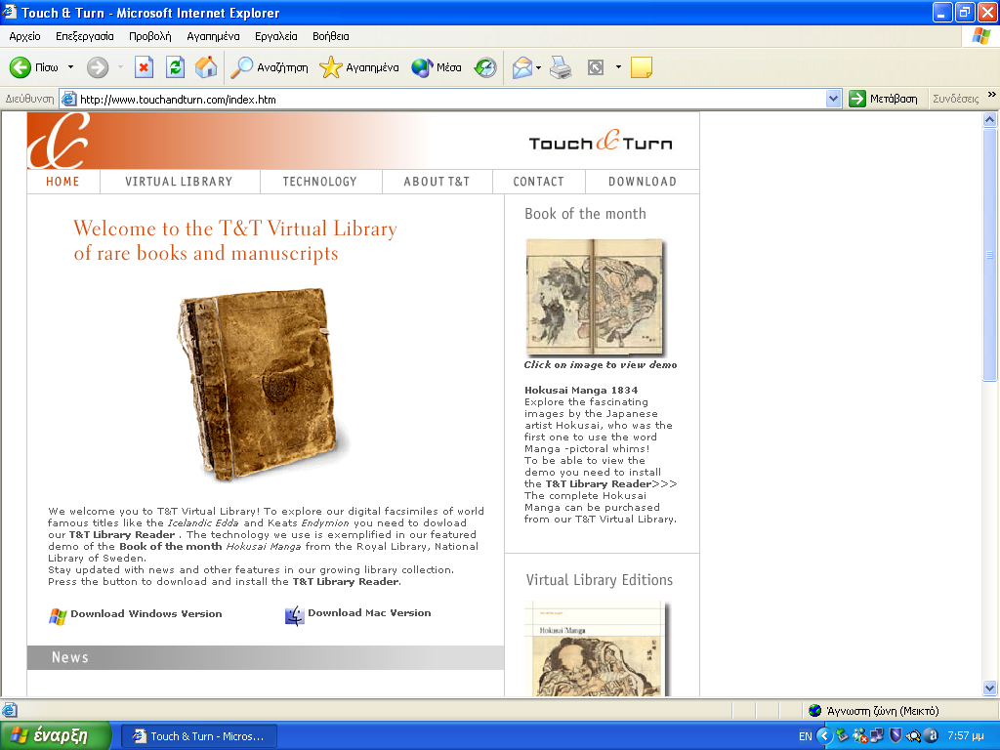 Touch & Turn - Microsoft Internet Explorer
Αρχείο Επεξεργασία Προβολή Αγαπημένα Εργαλεία Βοήθεια
Πίσω Αναζήτηση Αγαπημένα Μέσα
Διεύθυνση http://www.touchandturn.com/index.htm Μετάβαση Συνδέσεις »
& Touch & Turn
HOME VIRTUAL LIBRARY TECHNOLOGY ABOUT T&T CONTACT DOWNLOAD
Welcome to the T&T Virtual Library
of rare books and manuscripts
We welcome you to T&T Virtual Library! To explore our digital facsimiles of world
famous titles like the Icelandic Edda and Keats Endymion you need to dowload
our T&T Library Reader . The technology we use is exemplified in our featured
demo of the Book of the month Hokusai Manga from the Royal Library, National
Library of Sweden.
Stay updated with news and other features in our growing library collection.
Press the button to download and install the T&T Library Reader.
Download Windows Version Download Mac Version
News
Book of the month
Click on image to view demo
Hokusai Manga 1834
Explore the fascinating
images by the Japanese
artist Hokusai, who was the
first one to use the word
Manga -pictoral whims!
To be able to view the
demo you need to install
the T&T Library Reader>>>
The complete Hokusai
Manga can be purchased
from our T&T Virtual Library.
Virtual Library Editions
Hokusai Manga
Άγνωστη ζώνη (Μεικτό)
έναρξη Touch & Turn - Micros... EN 7:57 μμ